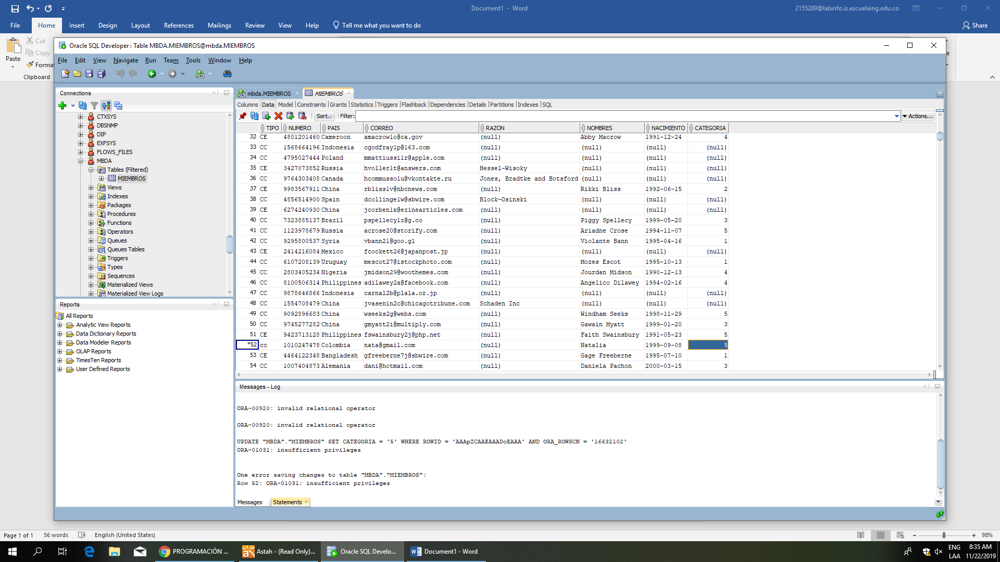 Document1 - Word
2155289@labinfo.is.escuelaing.edu.co
File Home Insert Design Layout References Mailings Review View Help Tell me what you want to do Share
Paste
Cut
Copy
Format
Clipboard
Oracle SQL Developer : Table MBDA.MIEMBROS@mbda.MIEMBROS
File Edit View Navigate Run Team Tools Window Help
Connections
CTXSYS
DBSNMP
DIP
EXFSYS
FLOWS_FILES
MBDA
Tables (Filtered)
MIEMBROS
Views
Indexes
Packages
Procedures
Functions
Operators
Queues
Queues Tables
Triggers
Types
Sequences
Materialized Views
Materialized View Logs
Reports
All Reports
Analytic View Reports
Data Dictionary Reports
Data Modeler Reports
OLAP Reports
TimesTen Reports
User Defined Reports
mbda.MIEMBROS MIEMBROS
Columns Data Model Constraints Grants Statistics Triggers Flashback Dependencies Details Partitions Indexes SQL
Sort.. Filter: Actions...
TIPO NUMERO PAIS CORREO RAZON NOMBRES NACIMIENTO CATEGORIA
32 CE 4801201460 Cameroon amacrow1o@ca.gov (null) Abby Macrow 1991-12-24 4
33 CC 1568664196 Indonesia cgodfray1p@163.com (null) (null) (null) (null)
34 CC 4795027444 Poland mmattiussi1r@apple.com (null) (null) (null) (null)
35 CE 3427073852 Russia hvoller1t@answers.com Hessel-Wisoky (null) (null) (null)
36 CC 9764303408 Canada hcommusso1u@vkontakte.ru Jones, Bradtke and Botsford (null) (null) (null)
37 CE 9983567911 China rbliss1v@nbcnews.com (null) Rikki Bliss 1992-06-15 2
38 CC 4856514900 Spain dcollinge1w@sbwire.com Block-Osinski (null) (null) (null)
39 CE 6274240930 China jcorben1x@ezinearticles.com (null) (null) (null) (null)
40 CC 7323885137 Brazil pspellecy1z@g.co (null) Piggy Spellecy 1999-05-20 3
41 CC 1123978679 Russia acrose20@storify.com (null) Ariadne Crose 1994-11-07 5
42 CC 9295800537 Syria vbann21@goo.gl (null) Violante Bann 1995-04-16 1
43 CE 2414216084 Mexico fcockett26@japanpost.jp (null) (null) (null) (null)
44 CC 6107208139 Uruguay mescot27@istockphoto.com (null) Mozes Escot 1995-10-13 1
45 CC 2803405234 Nigeria jmidson29@woothemes.com (null) Jourdan Midson 1990-12-13 4
46 CC 8100506314 Philippines adilawey2a@facebook.com (null) Angelico Dilawey 1994-02-16 4
47 CC 9878646866 Indonesia carnal2b@plala.or.jp (null) (null) (null) (null)
48 CC 1554708479 China jvasenin2c@chicagotribune.com Schaden Inc (null) (null) (null)
49 CC 9092896683 China wseeks2g@webs.com (null) Windham Seeks 1998-11-29 5
50 CC 9745277282 China gmyatt2i@multiply.com (null) Gawain Myatt 1999-01-20 3
51 CE 9423713128 Philippines fswainsbury2j@php.net (null) Faith Swainsbury 1991-05-23 5
*52 cc 1010247478 Colombia nata@gmail.com (null) Natalia 1999-09-08 5
53 CE 4464122348 Bangladesh gfreeberne7j@sbwire.com (null) Gage Freeberne 1995-07-10 1
54 CC 1007404873 Alemania dani@hotmail.com (null) Daniela Pachon 2000-03-15 3
Messages - Log
ORA-00920: invalid relational operator
ORA-00920: invalid relational operator
UPDATE "MBDA"."MIEMBROS" SET CATEGORIA = '5' WHERE ROWID = 'AAApZCAAEAAADoEAAA' AND ORA_ROWSCN = '16632102'
ORA-01031: insufficient privileges
One error saving changes to table "MBDA"."MIEMBROS":
Row 52: ORA-01031: insufficient privileges
Messages Statements
Page 1 of 1 56 words English (United States) 98%
PROGRAMACIÓN ... Astah - (Read Only)... Oracle SQL Develo... Document1 - Word
ENG
LAA
8:35 AM
11/22/2019